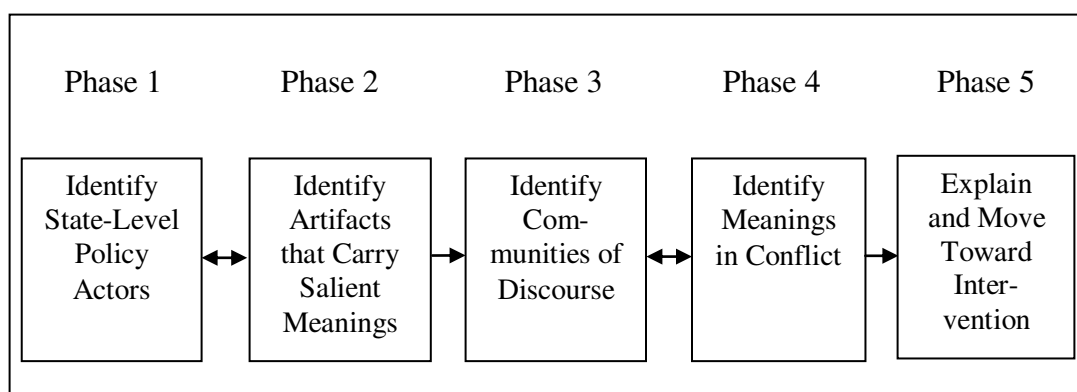 Phase 1 Phase 2 Phase 3 Phase 4 Phase 5
Identify
State-Level
Policy
Actors
Identify
Artifacts
that Carry
Salient
Meanings
Identify
Com-
munities of
Discourse
Identify
Meanings
in Conflict
Explain
and Move
Toward
Inter-
vention